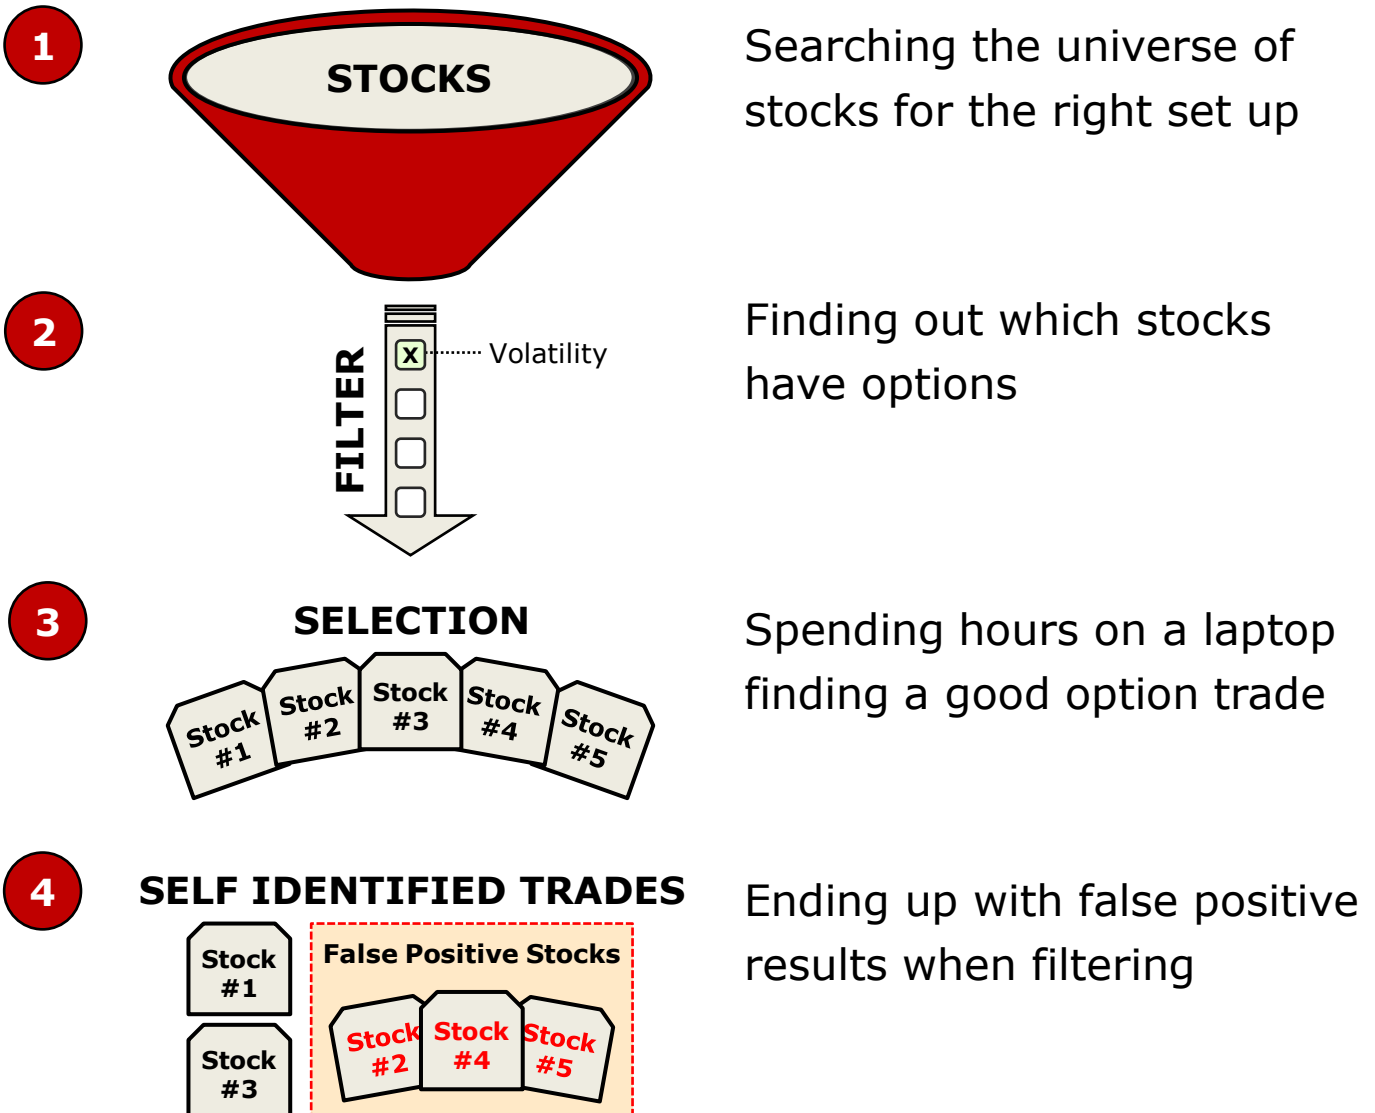 1
STOCKS
Searching the universe of
stocks for the right set up
2
FILTER
X
Volatility
Finding out which stocks
have options
3
SELECTION
Stock
#1
Stock
#2
Stock
#3
Stock
#4
Stock
#5
Spending hours on a laptop
finding a good option trade
4
SELF IDENTIFIED TRADES
Stock
#1
Stock
#3
False Positive Stocks
Stock
#2
Stock
#4
Stock
#5
Ending up with false positive
results when filtering